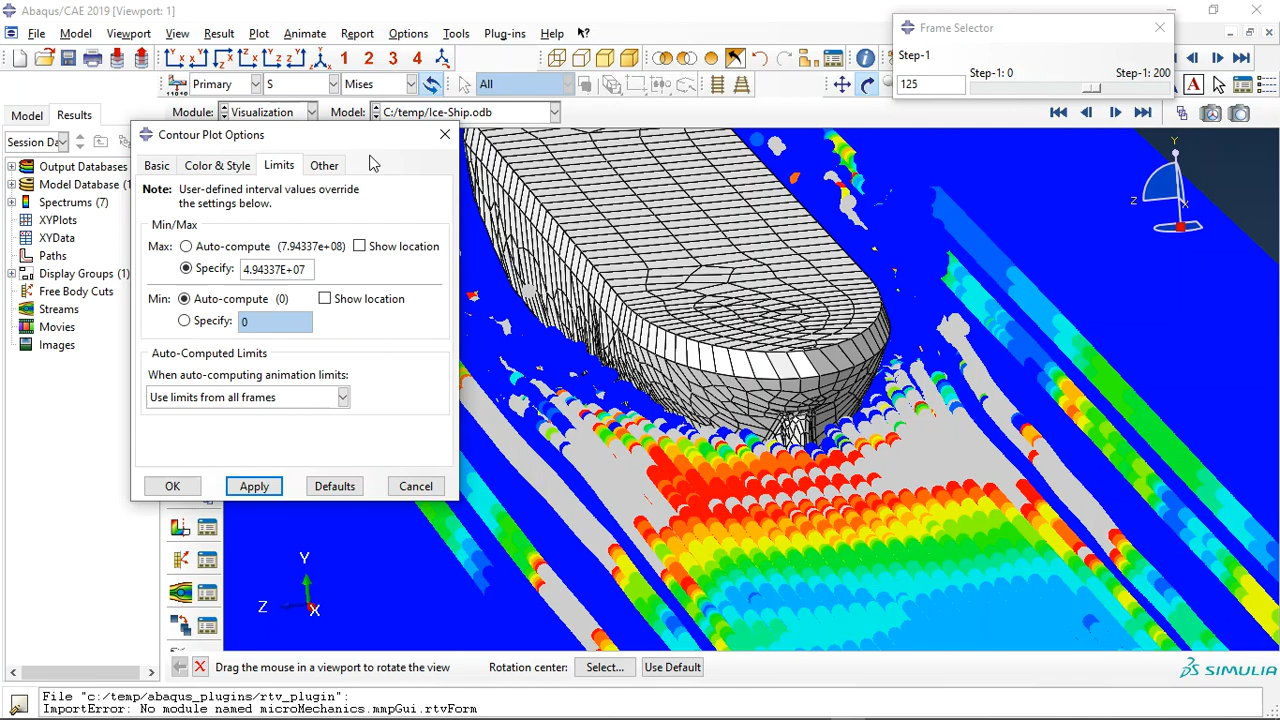 Abaqus/CAE 2019 [Viewport: 1]
File Model Viewport View Result Plot Animate Report Options Tools Plug-ins Help
Frame Selector
Step-1
Step-1: 0
Step-1: 200
125
1 2 3 4
Primary S Mises All
Model Results
Module: Visualization Model: C:/temp/Ice-Ship.odb
Session Da
Output Databases
Model Database (1
Spectrums (7)
XYPlots
XYData
Paths
Display Groups (1)
Free Body Cuts
Streams
Movies
Images
Contour Plot Options
Basic Color & Style Limits Other
Note: User-defined interval values override
the settings below.
Min/Max
Max: Auto-compute (7.94337e+08) Show location
Specify: 4.94337E+07
Min: Auto-compute (0) Show location
Specify: 0
Auto-Computed Limits
When auto-computing animation limits:
Use limits from all frames
OK Apply Defaults Cancel
Y
Z
X
Y
Z
X
Drag the mouse in a viewport to rotate the view Rotation center: Select... Use Default
SIMULIA
File "c:/temp/abaqus_plugins/rtv_plugin":
ImportError: No module named microMechanics.mmpGui.rtvForm